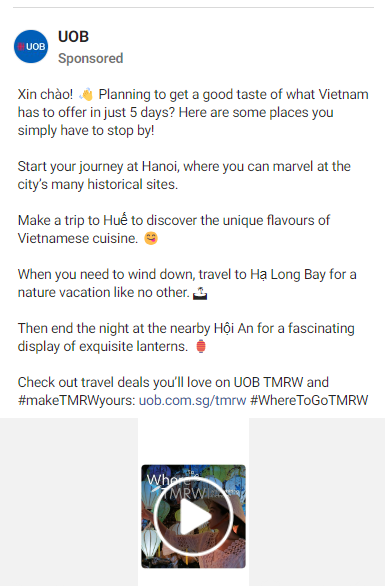 UOB
UOB
Sponsored
Xin chào! 👋 Planning to get a good taste of what Vietnam
has to offer in just 5 days? Here are some places you
simply have to stop by!
Start your journey at Hanoi, where you can marvel at the
city's many historical sites.
Make a trip to Huế to discover the unique flavours of
Vietnamese cuisine. 😋
When you need to wind down, travel to Hạ Long Bay for a
nature vacation like no other. 🏝️
Then end the night at the nearby Hội An for a fascinating
display of exquisite lanterns. 🏮
Check out travel deals you'll love on UOB TMRW and
#makeTMRWyours: uob.com.sg/tmrw #WhereToGoTMRW
Where
TMRW